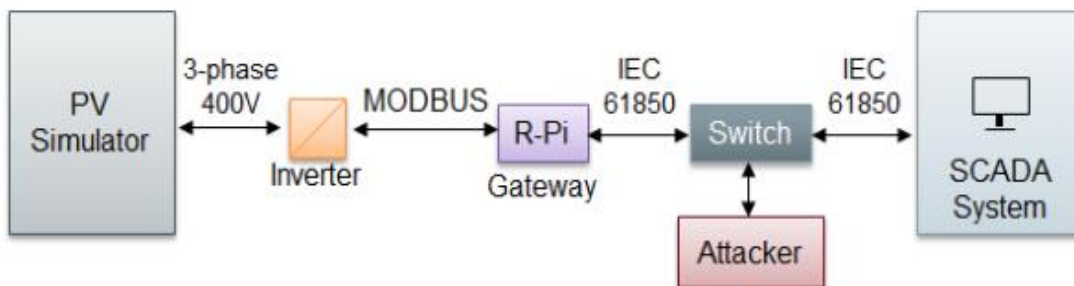 PV
Simulator
3-phase
400V
Inverter
MODBUS
R-Pi
Gateway
IEC
61850
Switch
Attacker
IEC
61850
SCADA
System